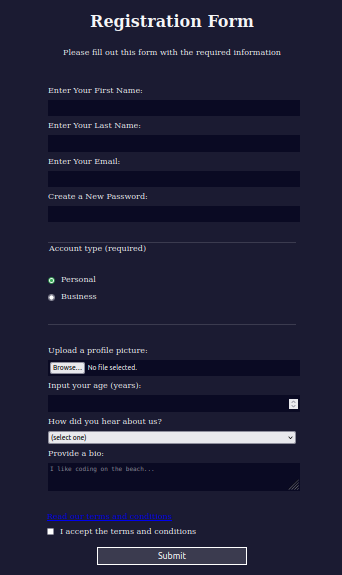 Registration Form
Please fill out this form with the required information
Enter Your First Name:
Enter Your Last Name:
Enter Your Email:
Create a New Password:
Account type (required)
Personal
Business
Upload a profile picture:
Browse... No file selected.
Input your age (years):
How did you hear about us?
(select one)
Provide a bio:
I like coding on the beach...
I accept the terms and conditions
Submit